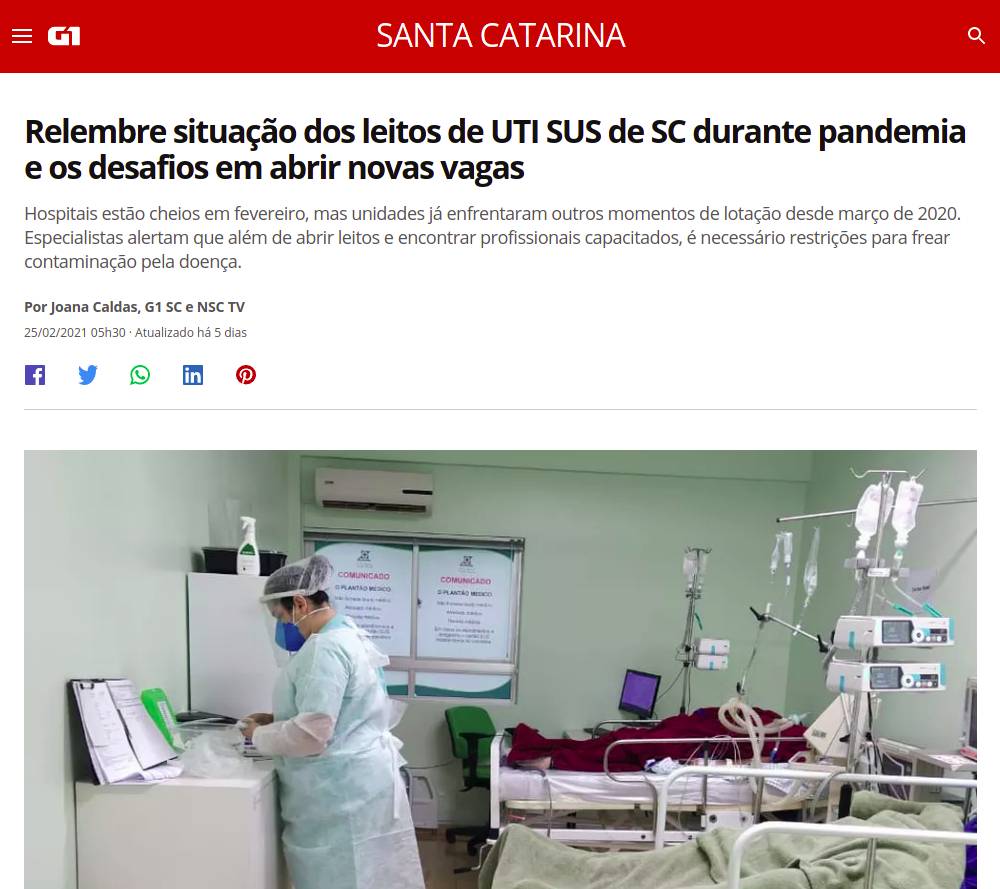 G1
SANTA CATARINA
Relembre situação dos leitos de UTI SUS de SC durante pandemia
e os desafios em abrir novas vagas
Hospitais estão cheios em fevereiro, mas unidades já enfrentaram outros momentos de lotação desde março de 2020.
Especialistas alertam que além de abrir leitos e encontrar profissionais capacitados, é necessário restrições para frear
contaminação pela doença.
Por Joana Caldas, G1 SC e NSC TV
25/02/2021 05h30 · Atualizado há 5 dias
COMUNICADO
O PLANTÃO MEDICO
COMUNICADO
O PLANTÃO MEDICO